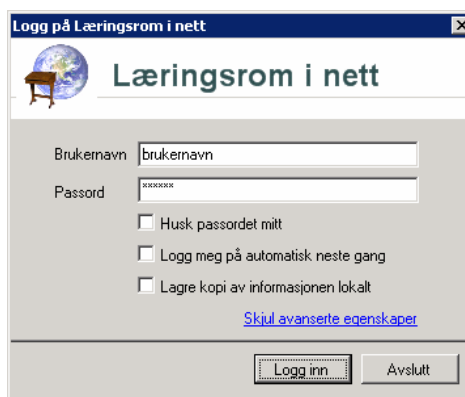 Logg på Læringsrom i nett
Læringsrom i nett
Brukernavn brukernavn
Passord ******
Husk passordet mitt
Logg meg på automatisk neste gang
Lagre kopi av informasjonen lokalt
Skjul avanserte egenskaper
Logg inn Avslutt